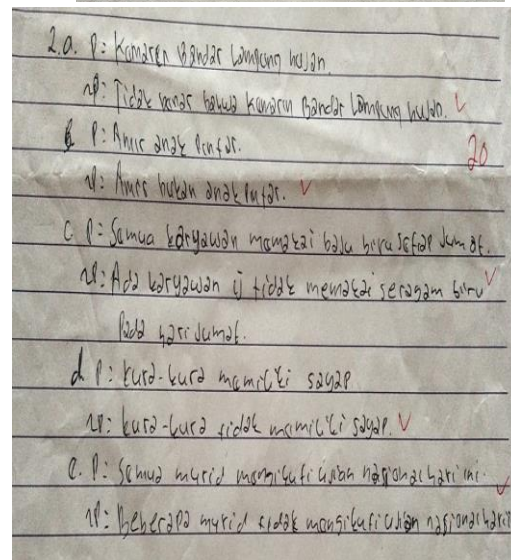 2.a. P: Kemaren Bandar Lampung hujan.
~P: Tidak benar bahwa Kemaren Bandar Lampung hujan. ✓
b P: Amir anak Pintar.
20
~P: Amir bukan anak Pintar. ✓
C. P: Semua karyawan memakai baju biru setiap Jumat.
~P: Ada karyawan yg tidak memakai seragam biru ✓
Pada hari Jumat.
d. P: kura-kura memiliki sayap
~P: kura-kura tidak memiliki sayap. ✓
e. P: Semua murid mengikuti Ujian nasional hari ini. ✓
~P: Beberapa murid tidak mengikuti Ujian nasional hari